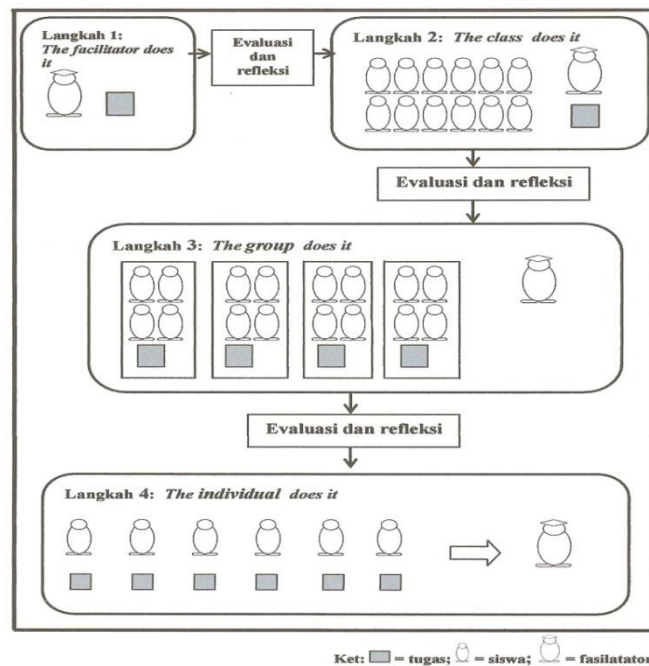 Langkah 1:
The facilitator does
it
Evaluasi
dan
refleksi
Langkah 2: The class does it
Evaluasi dan refleksi
Langkah 3: The group does it
Evaluasi dan refleksi
Langkah 4: The individual does it
Ket: = tugas; = siswa; = fasilatator